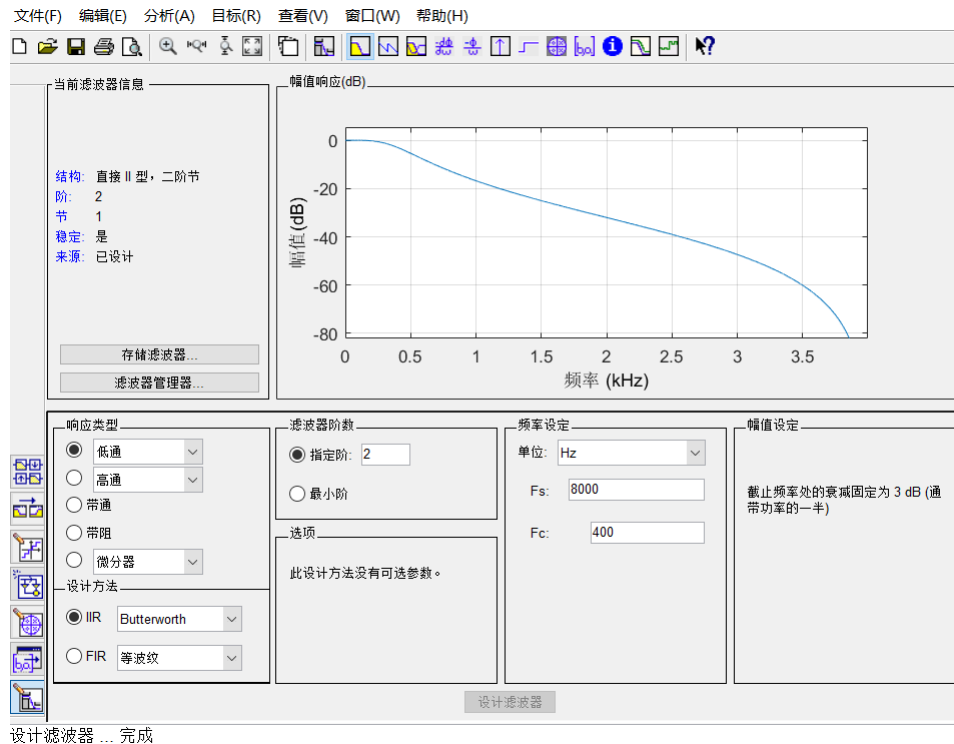 文件(F) 编辑(E) 分析(A) 目标(R) 查看(V) 窗口(W) 帮助(H)
当前滤波器信息
结构: 直接 II 型，二阶节
阶: 2
节 1
稳定: 是
来源: 已设计
存储滤波器...
滤波器管理器...
幅值响应(dB)
幅值(dB)
0
-20
-40
-60
-80
0 0.5 1 1.5 2 2.5 3 3.5
频率 (kHz)
响应类型
低通
高通
带通
带阻
微分器
设计方法
IIR Butterworth
FIR 等波纹
滤波器阶数
指定阶: 2
最小阶
选项
此设计方法没有可选参数。
频率设定
单位: Hz
Fs: 8000
Fc: 400
幅值设定
截止频率处的衰减固定为 3 dB (通
带功率的一半)
设计滤波器
设计滤波器 ... 完成